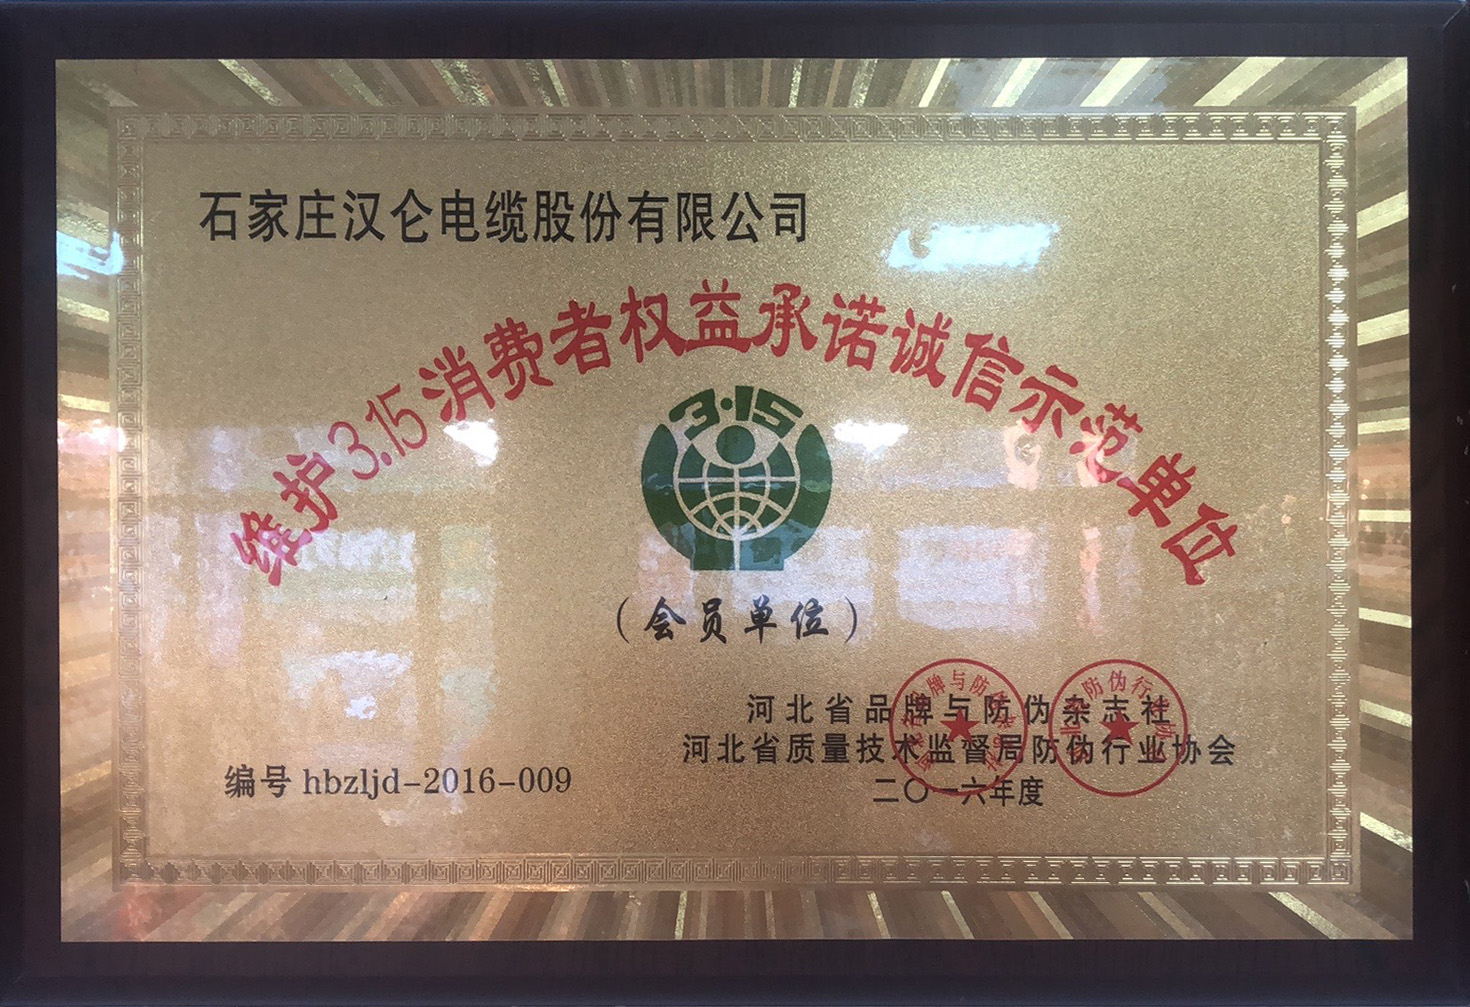 石家庄汉仑电缆股份有限公司
维护3.15消费者权益承诺诚信示范单位
3·15
（会员单位）
河北省品牌与防伪杂志社
河北省质量技术监督局防伪行业协会
二〇一六年度
编号 hbzljd-2016-009